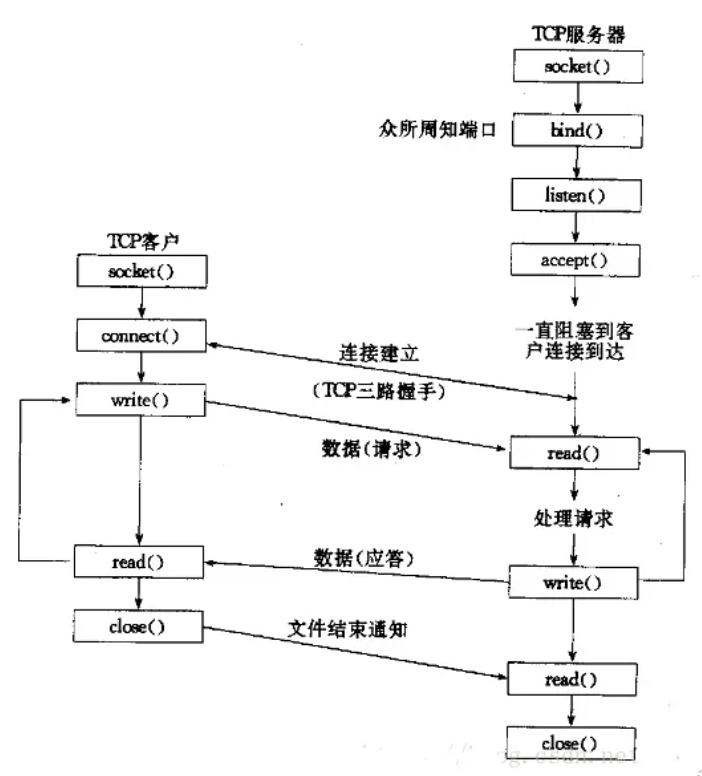 TCP服务器
socket()
众所周知端口
bind()
listen()
TCP客户
socket()
accept()
connect()
一直阻塞到客
户连接到达
连接建立
(TCP三路握手)
write()
数据(请求)
read()
处理请求
read()
数据(应答)
write()
close()
文件结束通知
read()
close()